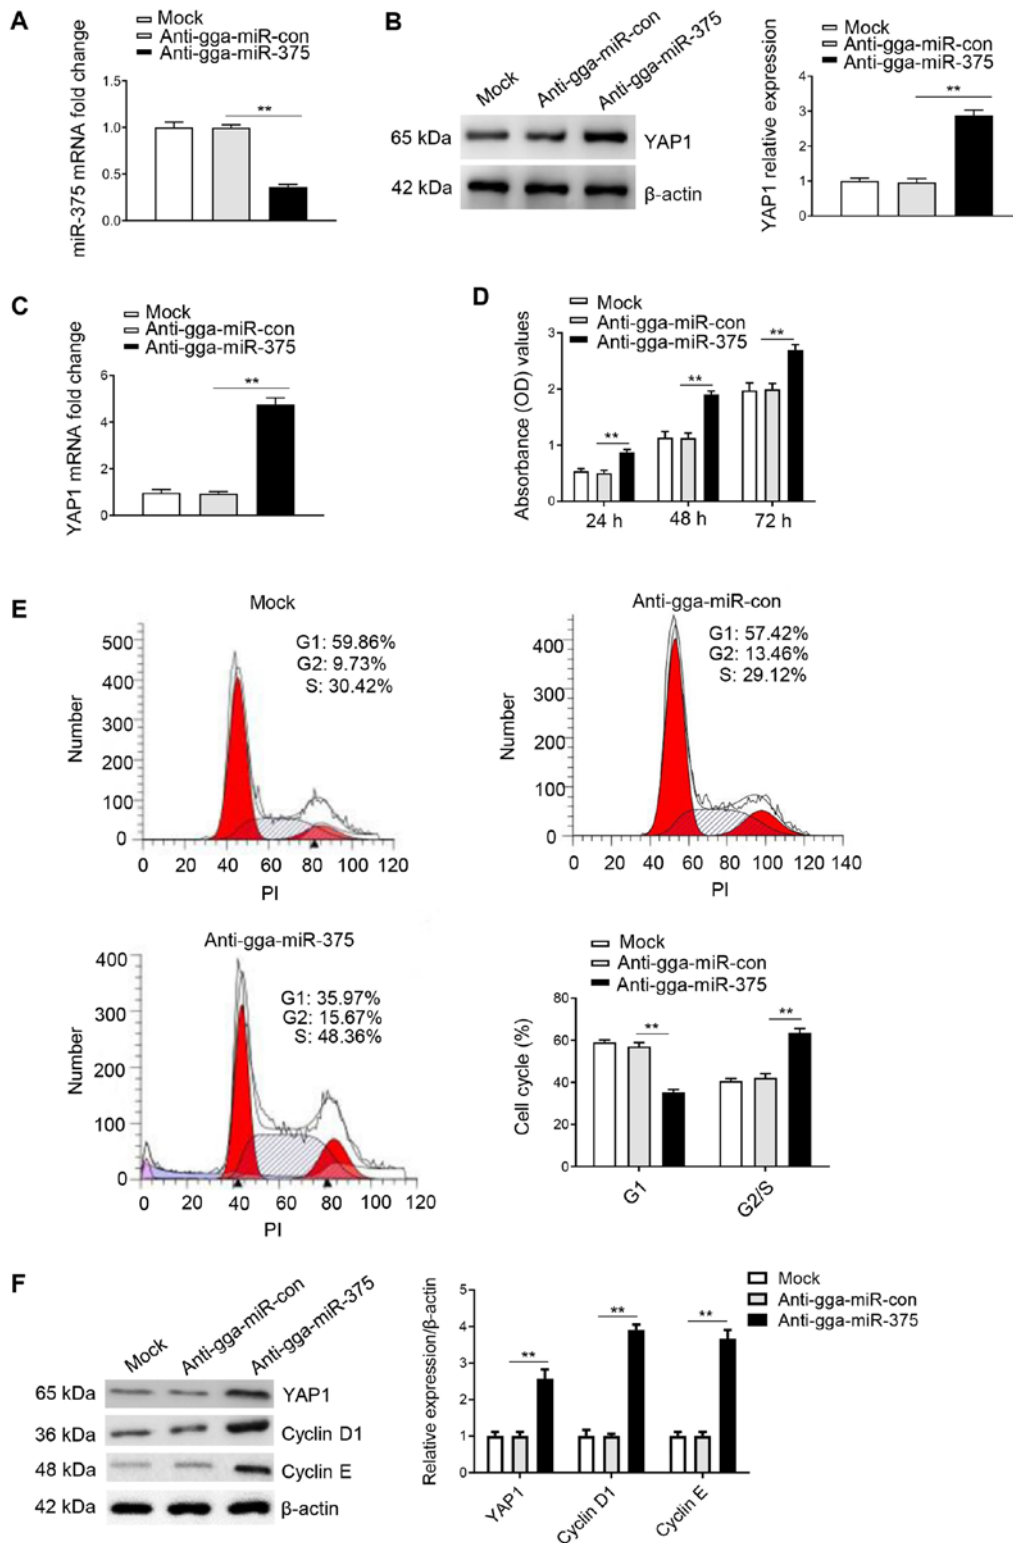 A
Mock
Anti-gga-miR-con
Anti-gga-miR-375
miR-375 mRNA fold change
1.5
1.0
0.5
0.0
**
B
Mock
Anti-gga-miR-con
Anti-gga-miR-375
65 kDa
YAP1
42 kDa
β-actin
Mock
Anti-gga-miR-con
Anti-gga-miR-375
YAP1 relative expression
4
3
2
1
0
**
C
Mock
Anti-gga-miR-con
Anti-gga-miR-375
YAP1 mRNA fold change
6
4
2
0
**
D
Mock
Anti-gga-miR-con
Anti-gga-miR-375
Absorbance (OD) values
3
2
1
0
**
**
**
24 h
48 h
72 h
E
Mock
G1: 59.86%
G2: 9.73%
S: 30.42%
Number
500
400
300
200
100
0
0 20 40 60 80 100 120
PI
Anti-gga-miR-con
G1: 57.42%
G2: 13.46%
S: 29.12%
Number
400
300
200
100
0
0 20 40 60 80 100 120 140
PI
Anti-gga-miR-375
G1: 35.97%
G2: 15.67%
S: 48.36%
Number
400
300
200
100
0
0 20 40 60 80 100 120
PI
Mock
Anti-gga-miR-con
Anti-gga-miR-375
Cell cycle (%)
80
60
40
20
0
**
**
G1
G2/S
F
Mock
Anti-gga-miR-con
Anti-gga-miR-375
65 kDa
YAP1
36 kDa
Cyclin D1
48 kDa
Cyclin E
42 kDa
β-actin
Mock
Anti-gga-miR-con
Anti-gga-miR-375
Relative expression/β-actin
5
4
3
2
1
0
**
**
**
YAP1
Cyclin D1
Cyclin E